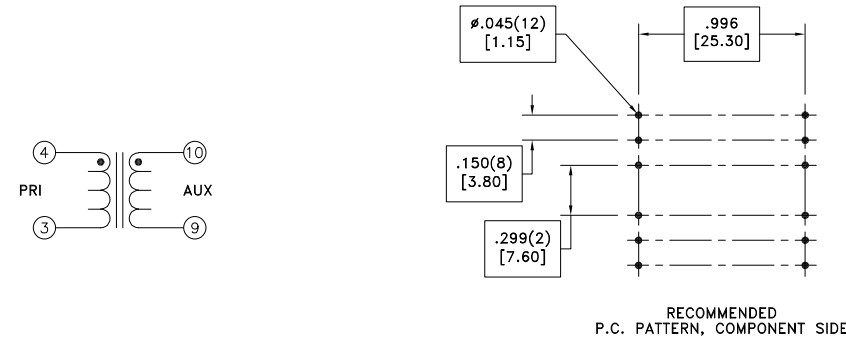 ø.045(12)
[1.15]
.996
[25.30]
4
10
PRI
AUX
3
9
.150(8)
[3.80]
.299(2)
[7.60]
RECOMMENDED
P.C. PATTERN, COMPONENT SIDE